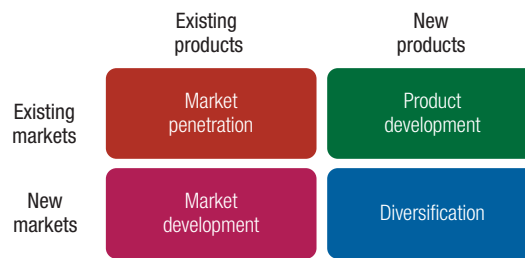 Existing
products
New
products
Existing
markets
Market
penetration
Product
development
New
markets
Market
development
Diversification